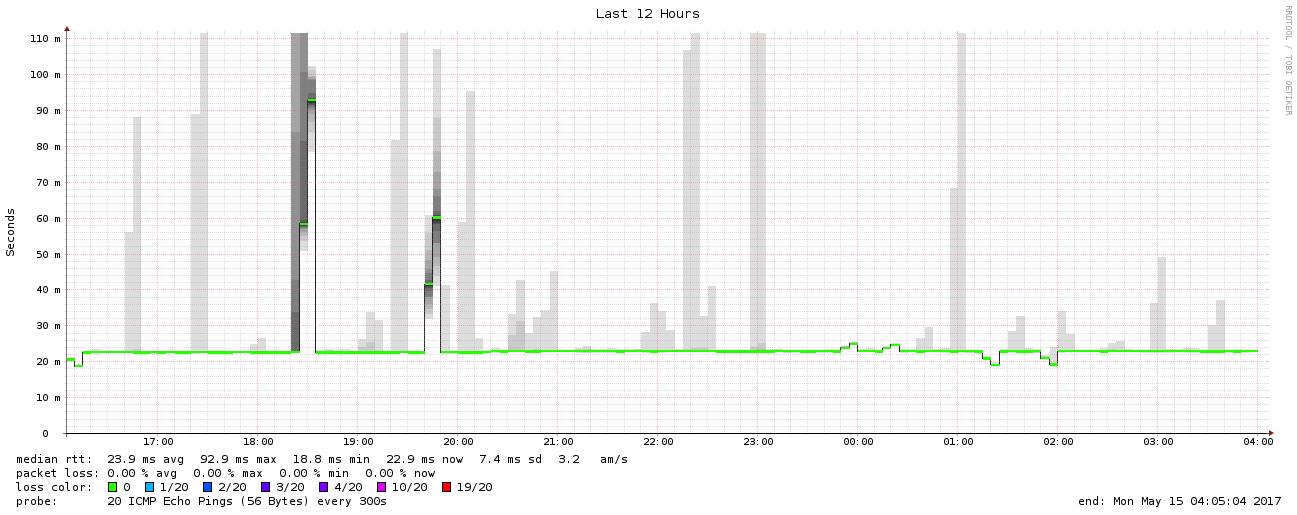 Last 12 Hours
RRDTOOL / TOBI OETIKER
Seconds
110 m
100 m
90 m
80 m
70 m
60 m
50 m
40 m
30 m
20 m
10 m
0
17:00 18:00 19:00 20:00 21:00 22:00 23:00 00:00 01:00 02:00 03:00 04:00
median rtt: 23.9 ms avg 92.9 ms max 18.8 ms min 22.9 ms now 7.4 ms sd 3.2 am/s
packet loss: 0.00 % avg 0.00 % max 0.00 % min 0.00 % now
loss color: 0 1/20 2/20 3/20 4/20 10/20 19/20
probe: 20 ICMP Echo Pings (56 Bytes) every 300s end: Mon May 15 04:05:04 2017